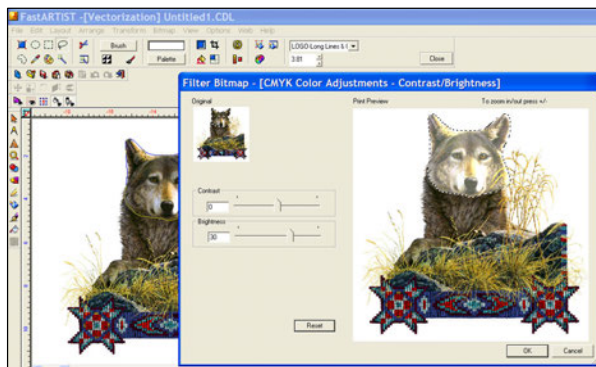 FastARTIST -[Vectorization] Untitled1.CDL
File Edit Layout Arrange Transform Bitmap View Options Web Help
Brush
Palette
LOGO-Long Lines & I
3.81
Close
Filter Bitmap - [CMYK Color Adjustments - Contrast/Brightness]
Original
Print Preview
To zoom in/out press +/-
Contrast
0
Brightness
30
Reset
OK
Cancel